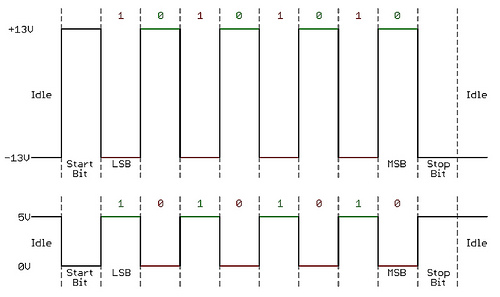 1 0 1 0 1 0 1 0
+13V
Idle Idle
-13V
Start Bit LSB MSB Stop Bit
1 0 1 0 1 0 1 0
5V
Idle Idle
0V
Start Bit LSB MSB Stop Bit